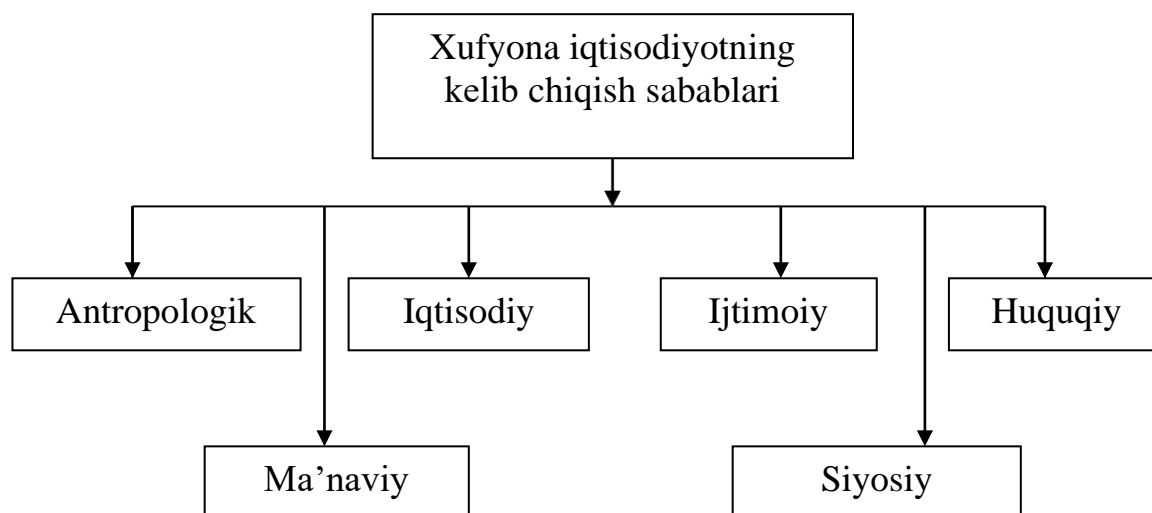 Xufyona iqtisodiyotning
kelib chiqish sabablari
Antropologik
Iqtisodiy
Ijtimoiy
Huquqiy
Ma’naviy
Siyosiy